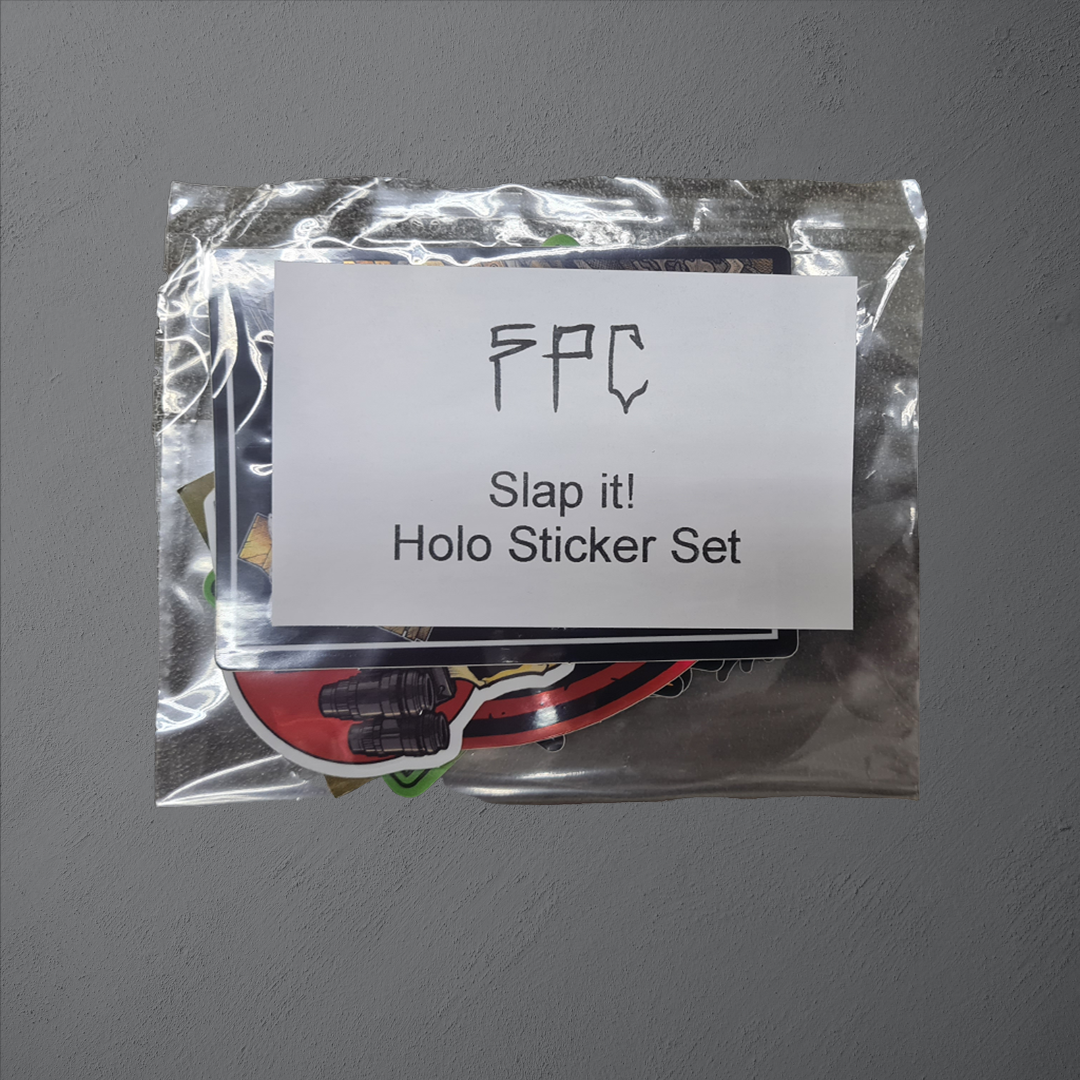 FPC
Slap it!
Holo Sticker Set